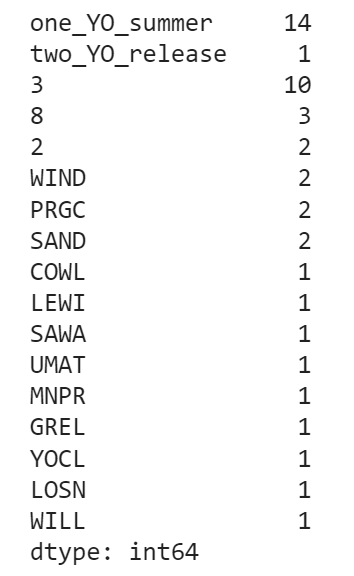 one_YO_summer 14
two_YO_release 1
3 10
8 3
2 2
WIND 2
PRGC 2
SAND 2
COWL 1
LEWI 1
SAWA 1
UMAT 1
MNPR 1
GREL 1
YOCL 1
LOSN 1
WILL 1
dtype: int64